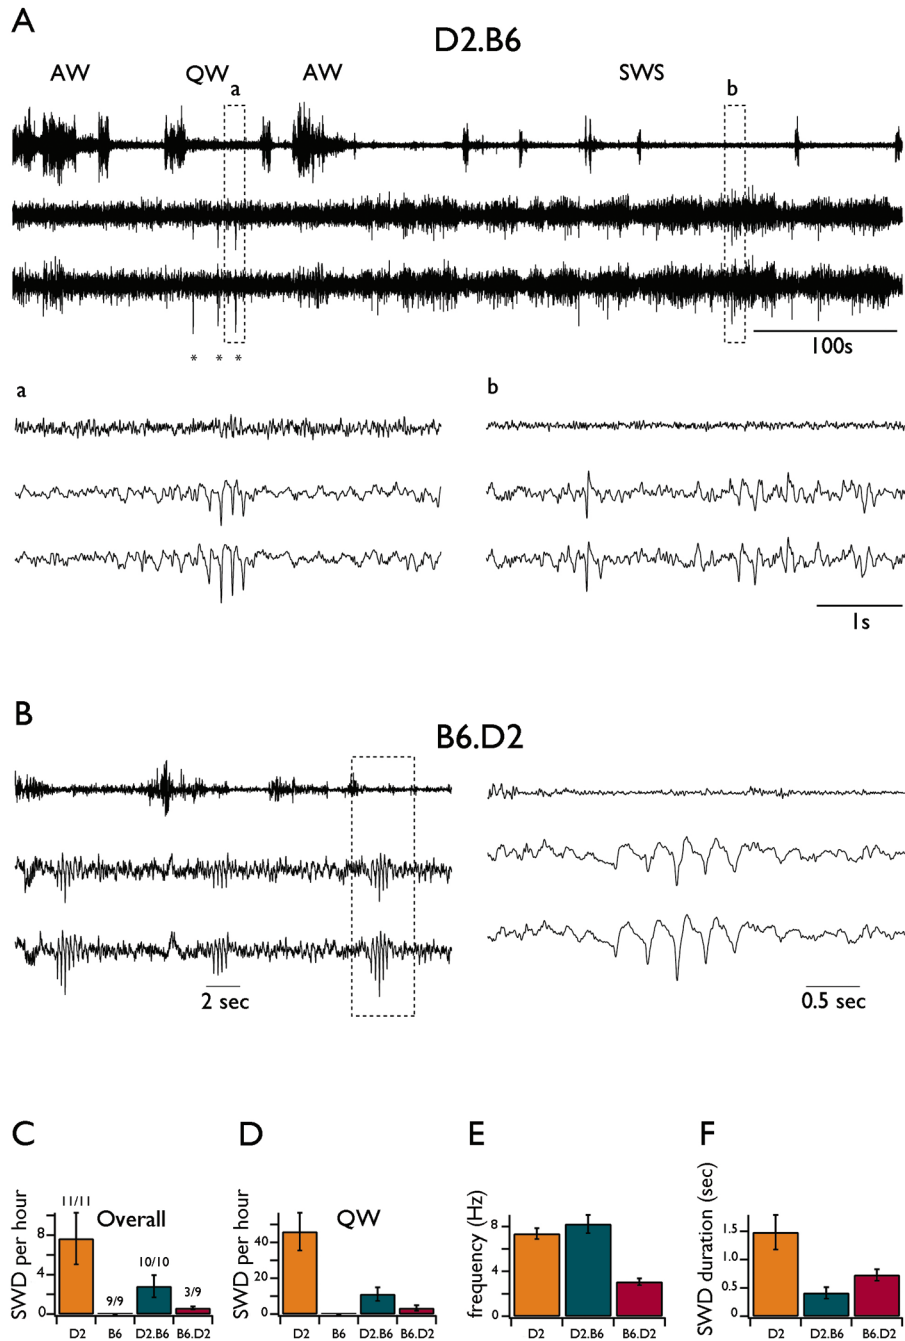 A
D2.B6
AW QW AW SWS
a b
100s
* * *
a b
1s
B
B6.D2
2 sec 0.5 sec
C D E F
SWD per hour
8
4
0
Overall
11/11
9/9
10/10
3/9
D2 B6 D2.B6 B6.D2
SWD per hour
40
20
0
QW
D2 B6 D2.B6 B6.D2
frequency (Hz)
8
4
0
D2 D2.B6 B6.D2
SWD duration (sec)
1.5
1.0
0.5
0
D2 D2.B6 B6.D2